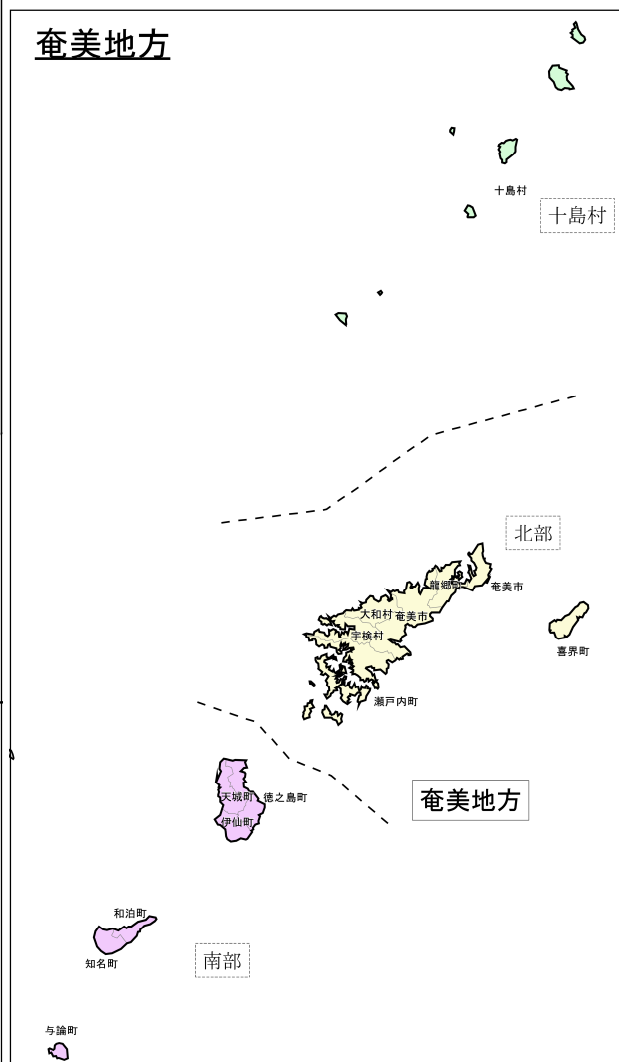 奄美地方
十島村
十島村
北部
龍郷町
奄美市
大和村
奄美市
宇検村
喜界町
瀬戸内町
天城町
徳之島町
奄美地方
伊仙町
和泊町
知名町
南部
与論町